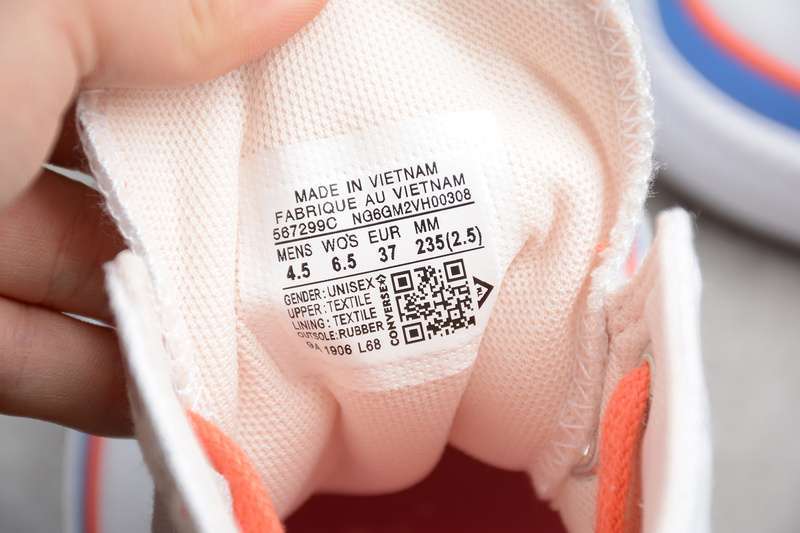 MADE IN VIETNAM
FABRIQUE AU VIETNAM
567299C NG6GM2VH00308
MENS WO'S EUR MM
4.5 6.5 37 235(2.5)
GENDER:UNISEX
UPPER:TEXTILE
LINING:TEXTILE
OUTSOLE:RUBBER
1906 L68
CONVERSE